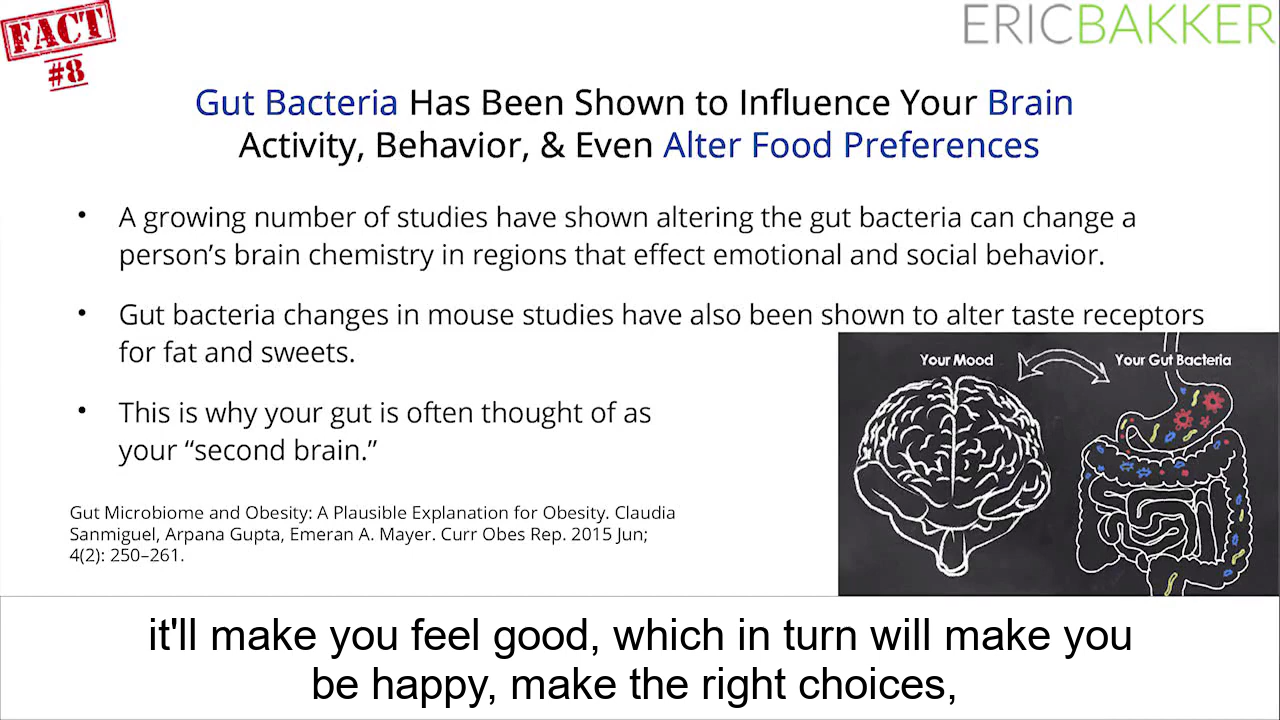 FACT
#8
ERICBAKKER
Gut Bacteria Has Been Shown to Influence Your Brain
Activity, Behavior, & Even Alter Food Preferences
• A growing number of studies have shown altering the gut bacteria can change a
person’s brain chemistry in regions that effect emotional and social behavior.
• Gut bacteria changes in mouse studies have also been shown to alter taste receptors
for fat and sweets.
• This is why your gut is often thought of as
your “second brain.”
Your Mood
Your Gut Bacteria
Gut Microbiome and Obesity: A Plausible Explanation for Obesity. Claudia
Sanmiguel, Arpana Gupta, Emeran A. Mayer. Curr Obes Rep. 2015 Jun;
4(2): 250–261.
it'll make you feel good, which in turn will make you
be happy, make the right choices,